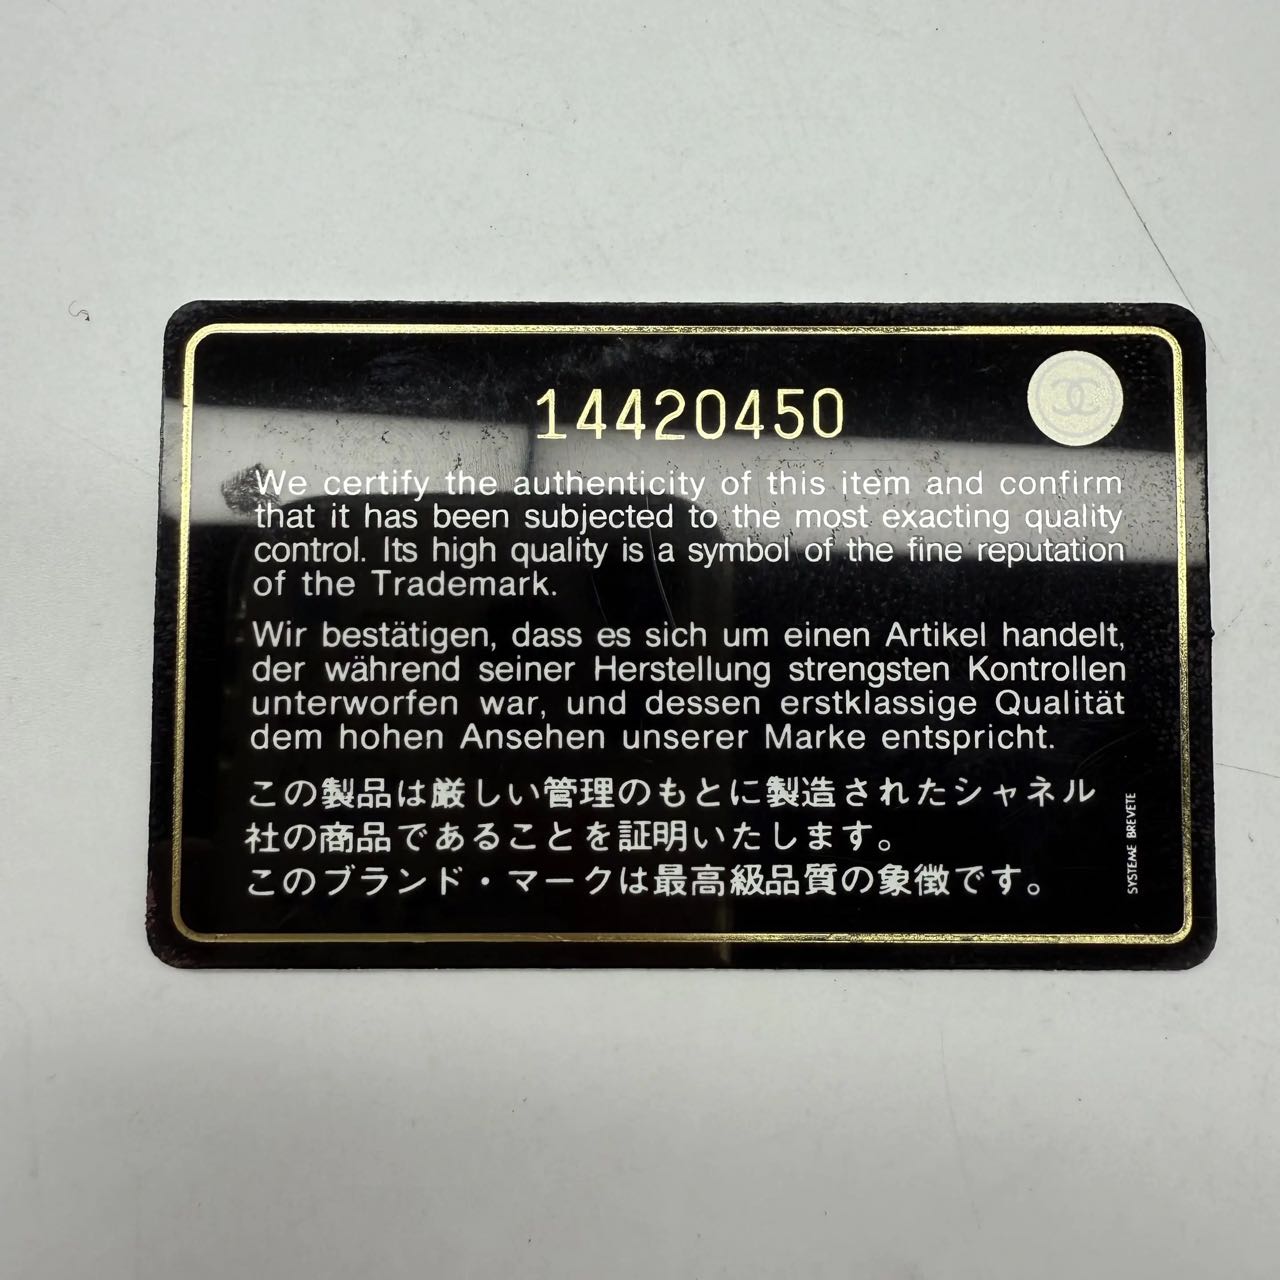 14420450
We certify the authenticity of this item and confirm
that it has been subjected to the most exacting quality
control. Its high quality is a symbol of the fine reputation
of the Trademark.
Wir bestätigen, dass es sich um einen Artikel handelt,
der während seiner Herstellung strengsten Kontrollen
unterworfen war, und dessen erstklassige Qualität
dem hohen Ansehen unserer Marke entspricht.
この製品は厳しい管理のもとに製造されたシャネル
社の商品であることを証明いたします。
このブランド・マークは最高級品質の象徴です。
SYSTEME BREVETE